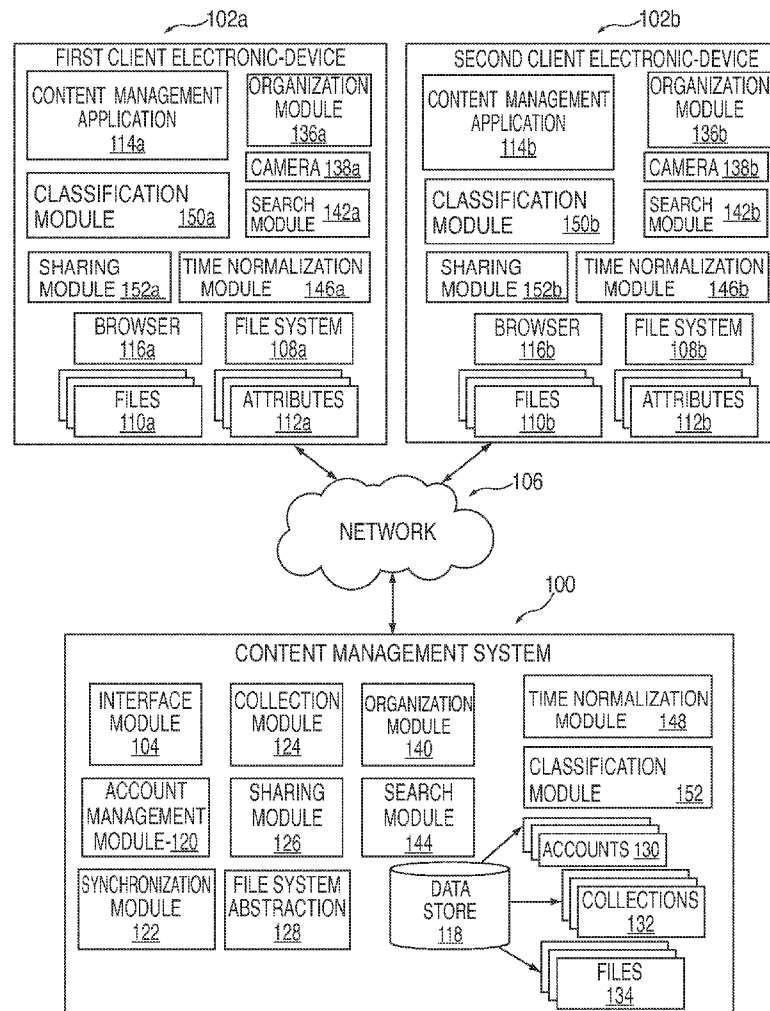 102a
FIRST CLIENT ELECTRONIC-DEVICE
CONTENT MANAGEMENT
APPLICATION
114a
ORGANIZATION
MODULE
136a
CAMERA 138a
CLASSIFICATION
MODULE 150a
SEARCH
MODULE 142a
SHARING
MODULE 152a
TIME NORMALIZATION
MODULE 146a
BROWSER
116a
FILE SYSTEM
108a
FILES
110a
ATTRIBUTES
112a
102b
SECOND CLIENT ELECTRONIC-DEVICE
CONTENT MANAGEMENT
APPLICATION
114b
ORGANIZATION
MODULE
136b
CAMERA 138b
CLASSIFICATION
MODULE 150b
SEARCH
MODULE 142b
SHARING
MODULE 152b
TIME NORMALIZATION
MODULE 146b
BROWSER
116b
FILE SYSTEM
108b
FILES
110b
ATTRIBUTES
112b
106
NETWORK
100
CONTENT MANAGEMENT SYSTEM
INTERFACE
MODULE
104
COLLECTION
MODULE
124
ORGANIZATION
MODULE
140
TIME NORMALIZATION
MODULE 148
ACCOUNT
MANAGEMENT
MODULE-120
SHARING
MODULE
126
SEARCH
MODULE
144
CLASSIFICATION
MODULE 152
SYNCHRONIZATION
MODULE
122
FILE SYSTEM
ABSTRACTION
128
DATA
STORE
118
ACCOUNTS 130
COLLECTIONS
132
FILES
134